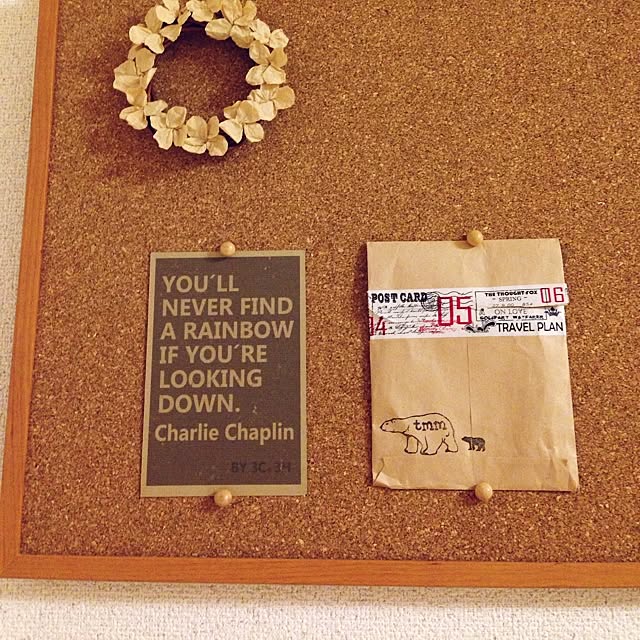 YOU´LL
NEVER FIND
A RAINBOW
IF YOU´RE
LOOKING
DOWN.
Charlie Chaplin
BY 3C.3H
POST CARD
14
05
THE THOUGHT-FOX
" SPRING "
ON LOVE
TRAVEL PLAN
06
tmm